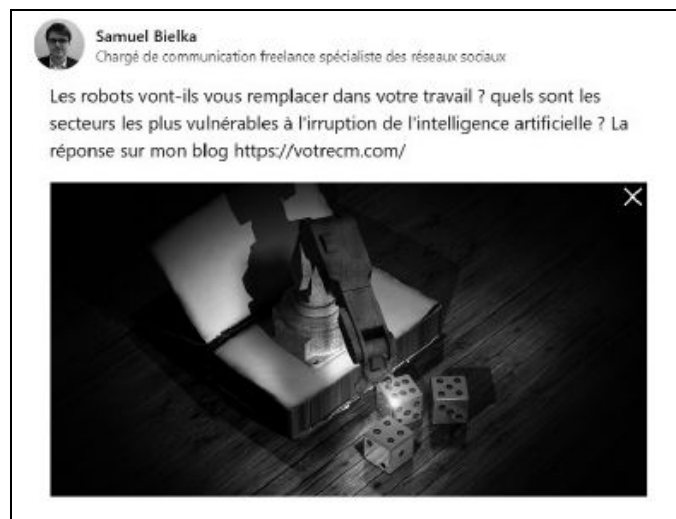 Samuel Bielka
Chargé de communication freelance spécialiste des réseaux sociaux
Les robots vont-ils vous remplacer dans votre travail ? quels sont les
secteurs les plus vulnérables à l'irruption de l'intelligence artificielle ? La
réponse sur mon blog https://votrecm.com/